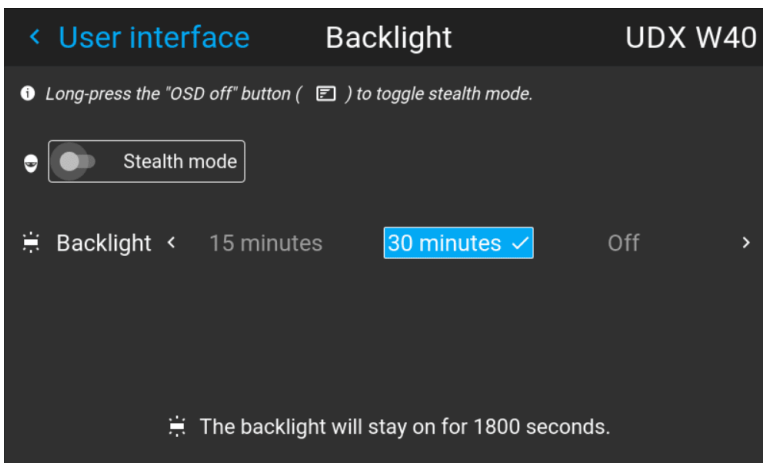 User interface Backlight UDX W40
Long-press the "OSD off" button ( ) to toggle stealth mode.
Stealth mode
Backlight 15 minutes 30 minutes Off
The backlight will stay on for 1800 seconds.